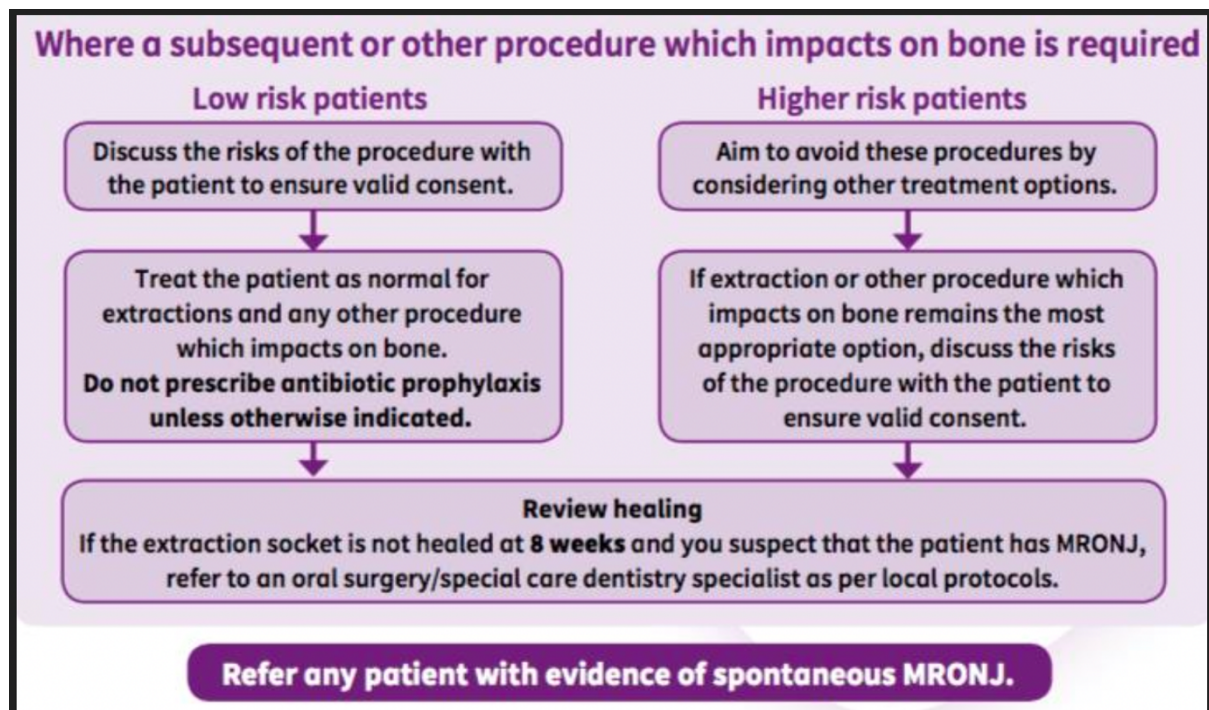 Where a subsequent or other procedure which impacts on bone is required
Low risk patients
Discuss the risks of the procedure with
the patient to ensure valid consent.
Treat the patient as normal for
extractions and any other procedure
which impacts on bone.
Do not prescribe antibiotic prophylaxis
unless otherwise indicated.
Higher risk patients
Aim to avoid these procedures by
considering other treatment options.
If extraction or other procedure which
impacts on bone remains the most
appropriate option, discuss the risks
of the procedure with the patient to
ensure valid consent.
Review healing
If the extraction socket is not healed at 8 weeks and you suspect that the patient has MRONJ,
refer to an oral surgery/special care dentistry specialist as per local protocols.
Refer any patient with evidence of spontaneous MRONJ.